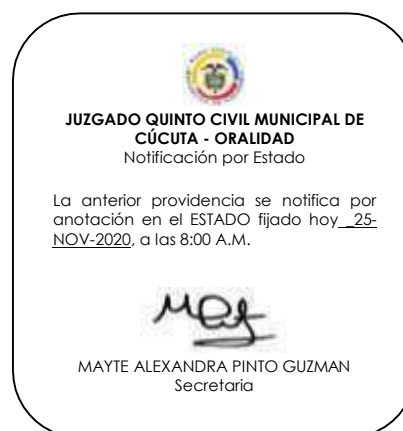 JUZGADO QUINTO CIVIL MUNICIPAL DE
CÚCUTA - ORALIDAD
Notificación por Estado
La anterior providencia se notifica por
anotación en el ESTADO fijado hoy _25-
NOV-2020, a las 8:00 A.M.
MAYTE ALEXANDRA PINTO GUZMAN
Secretaria